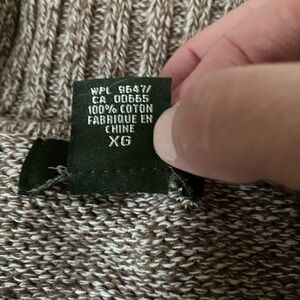 WPL 9647/
CA 00665
100% COTON
FABRIQUE EN
CHINE
XG